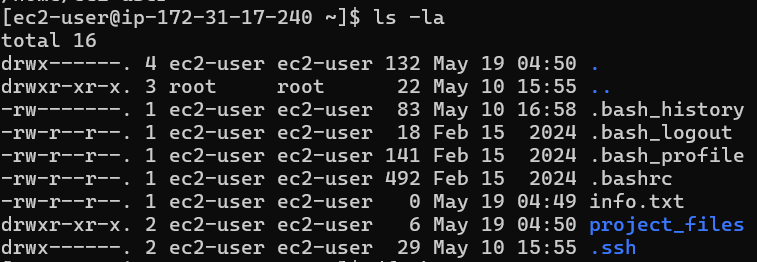 [ec2-user@ip-172-31-17-240 ~]$ ls -la
total 16
drwx------. 4 ec2-user ec2-user 132 May 19 04:50 .
drwxr-xr-x. 3 root     root      22 May 10 15:55 ..
-rw-------. 1 ec2-user ec2-user  83 May 10 16:58 .bash_history
-rw-r--r--. 1 ec2-user ec2-user  18 Feb 15  2024 .bash_logout
-rw-r--r--. 1 ec2-user ec2-user 141 Feb 15  2024 .bash_profile
-rw-r--r--. 1 ec2-user ec2-user 492 Feb 15  2024 .bashrc
-rw-r--r--. 1 ec2-user ec2-user   0 May 19 04:49 info.txt
drwxr-xr-x. 2 ec2-user ec2-user   6 May 19 04:50 project_files
drwx------. 2 ec2-user ec2-user  29 May 10 15:55 .ssh